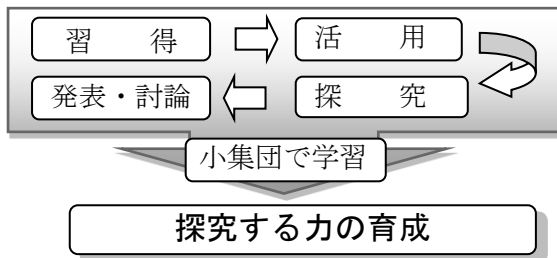 習　得
活　用
発表・討論
探　究
小集団で学習
探究する力の育成